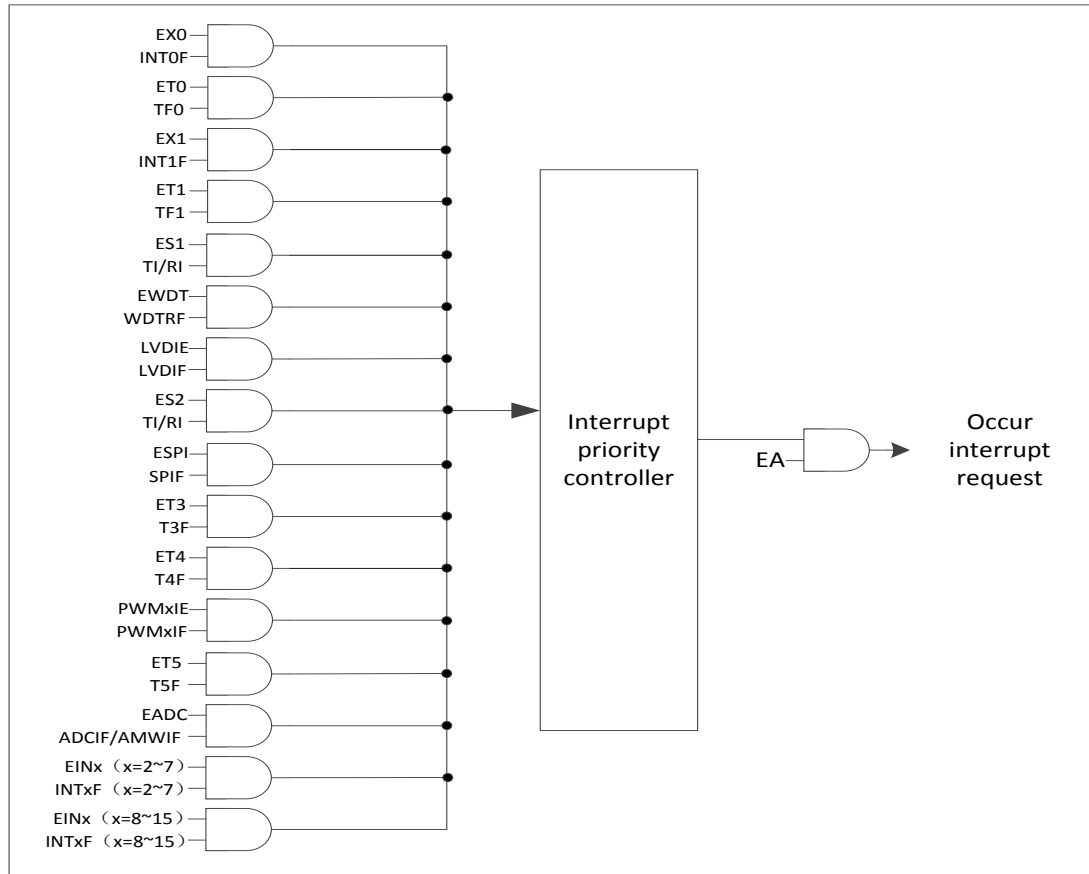 EX0
INT0F
ET0
TF0
EX1
INT1F
ET1
TF1
ES1
TI/RI
EWDT
WDTRF
LVDIE
LVDIF
ES2
TI/RI
ESPI
SPIF
ET3
T3F
ET4
T4F
PWMxIE
PWMxIF
ET5
T5F
EADC
ADCIF/AMWIF
EINx（x=2~7）
INTxF（x=2~7）
EINx（x=8~15）
INTxF（x=8~15）
Interrupt
priority
controller
EA
Occur
interrupt
request